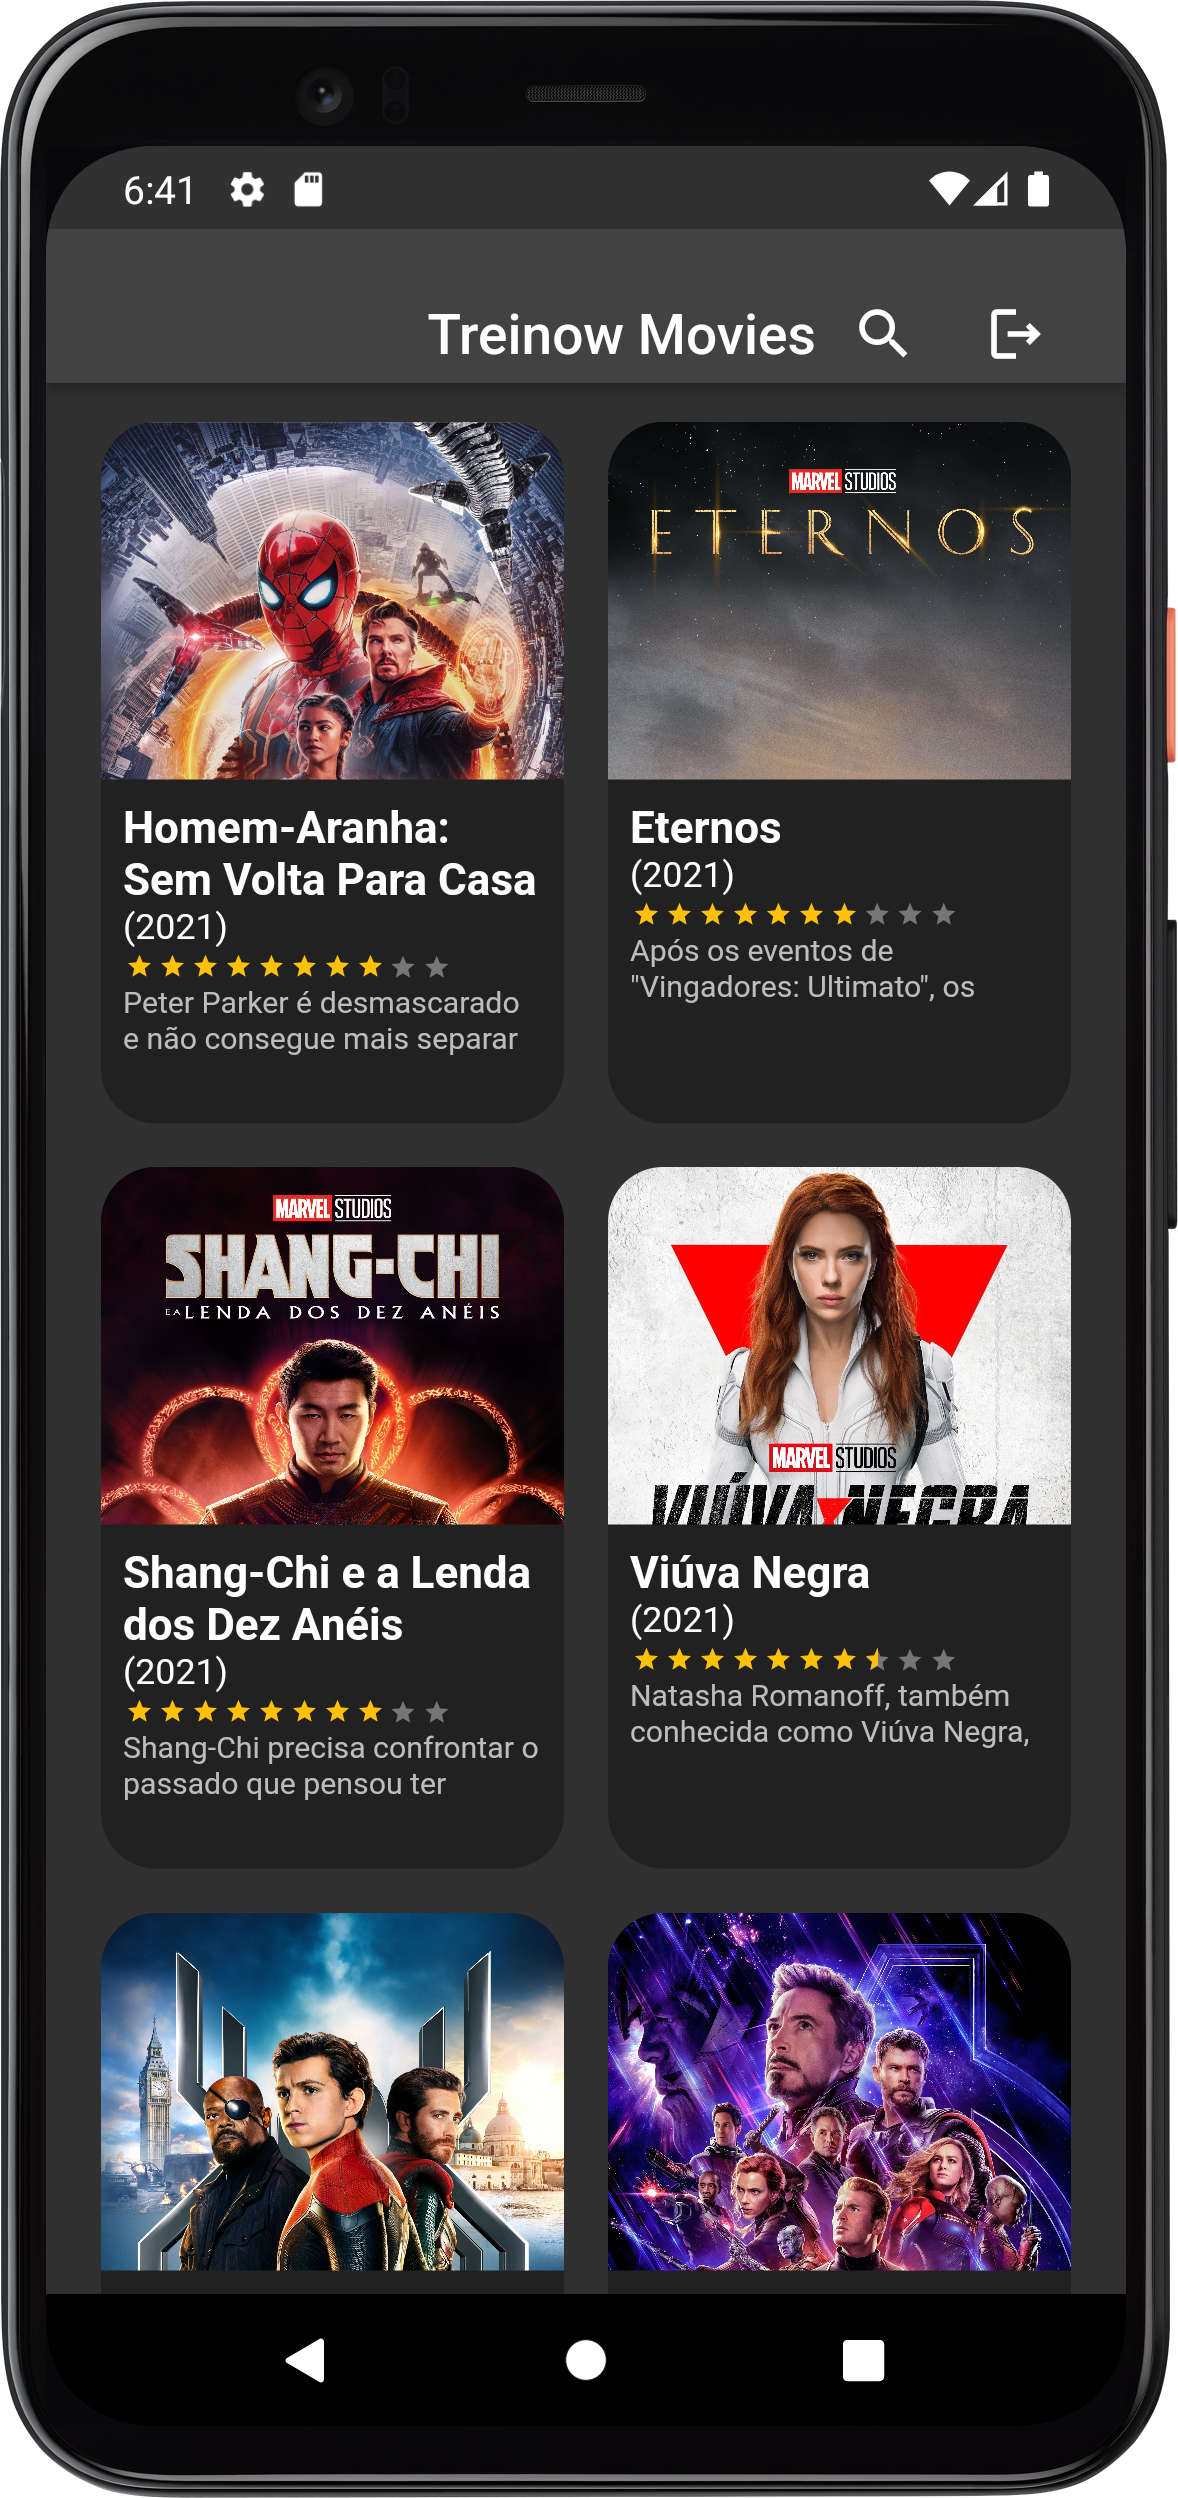 6:41
Treinow Movies
MARVEL STUDIOS
ETERNOS
Homem-Aranha:
Sem Volta Para Casa
(2021)
Peter Parker é desmascarado
e não consegue mais separar
Eternos
(2021)
Após os eventos de
"Vingadores: Ultimato", os
MARVEL STUDIOS
SHANG-CHI
E A LENDA DOS DEZ ANÉIS
MARVEL STUDIOS
VIÚVA NEGRA
Shang-Chi e a Lenda
dos Dez Anéis
(2021)
Shang-Chi precisa confrontar o
passado que pensou ter
Viúva Negra
(2021)
Natasha Romanoff, também
conhecida como Viúva Negra,